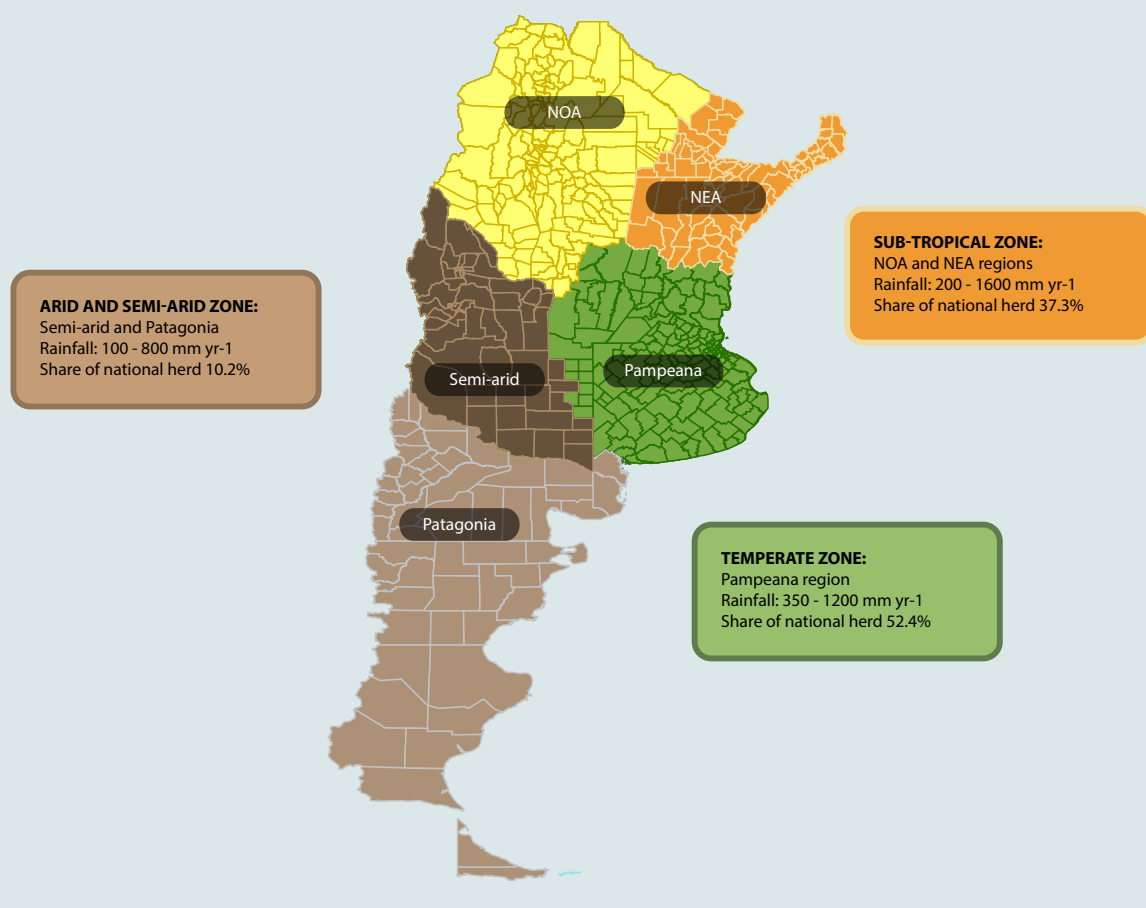 NOA
NEA
SUB-TROPICAL ZONE:
NOA and NEA regions
Rainfall: 200 - 1600 mm yr-1
Share of national herd 37.3%
ARID AND SEMI-ARID ZONE:
Semi-arid and Patagonia
Rainfall: 100 - 800 mm yr-1
Share of national herd 10.2%
Semi-arid
Pampeana
Patagonia
TEMPERATE ZONE:
Pampeana region
Rainfall: 350 - 1200 mm yr-1
Share of national herd 52.4%